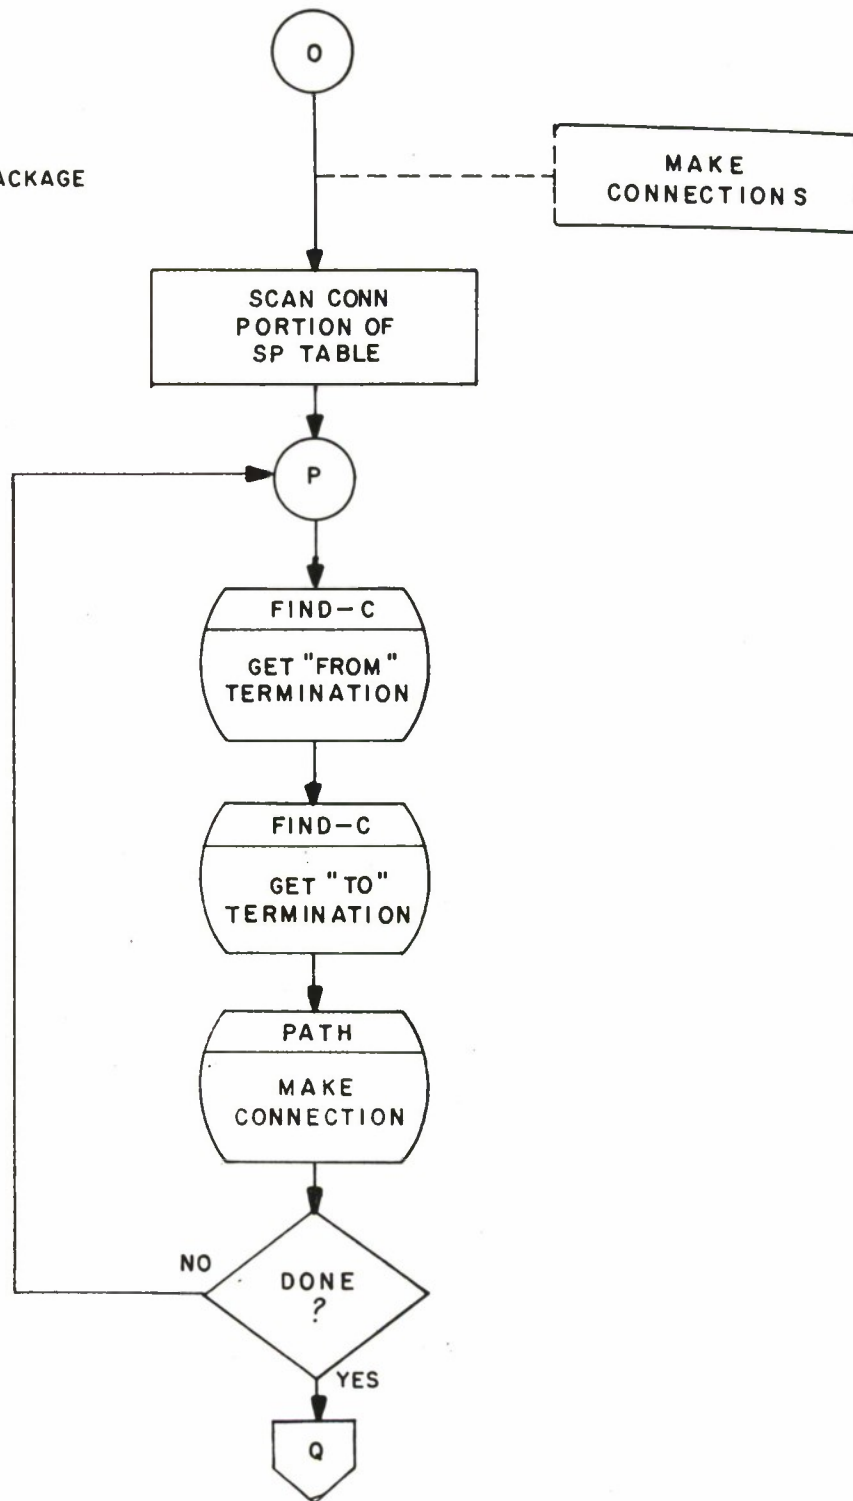 O
ACKAGE
MAKE
CONNECTIONS
SCAN CONN
PORTION OF
SP TABLE
P
FIND-C
GET "FROM"
TERMINATION
FIND-C
GET "TO"
TERMINATION
PATH
MAKE
CONNECTION
NO
DONE
?
YES
Q